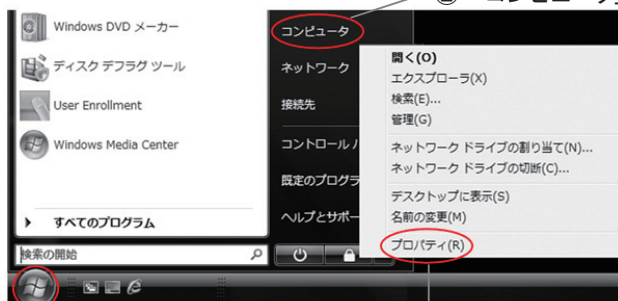 コンピュータ
Windows DVD メーカー
ディスク デフラグ ツール
User Enrollment
Windows Media Center
すべてのプログラム
検索の開始
コンピュータ
ネットワーク
接続先
コントロール
既定のプログラ
ヘルプとサポー
開く(O)
エクスプローラ(X)
検索(E)...
管理(G)
ネットワーク ドライブの割り当て(N)...
ネットワーク ドライブの切断(C)...
デスクトップに表示(S)
名前の変更(M)
プロパティ(R)